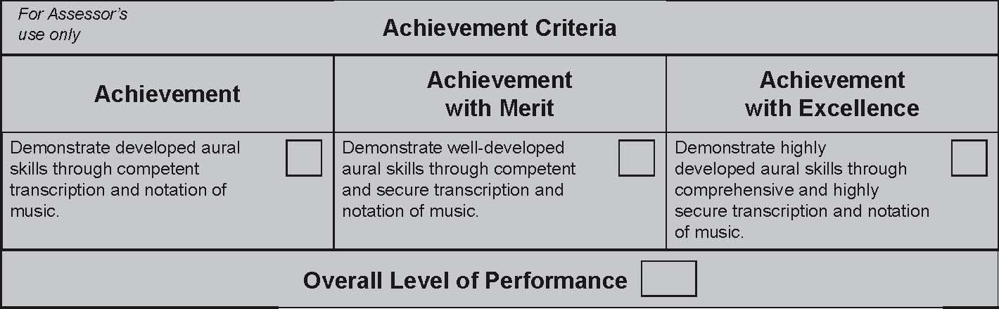 For Assessor's
use only
Achievement Criteria
Achievement
Achievement
with Merit
Achievement
with Excellence
Demonstrate developed aural
skills through competent
transcription and notation of
music.
Demonstrate well-developed
aural skills through competent
and secure transcription and
notation of music.
Demonstrate highly
developed aural skills through
comprehensive and highly
secure transcription and notation
of music.
Overall Level of Performance